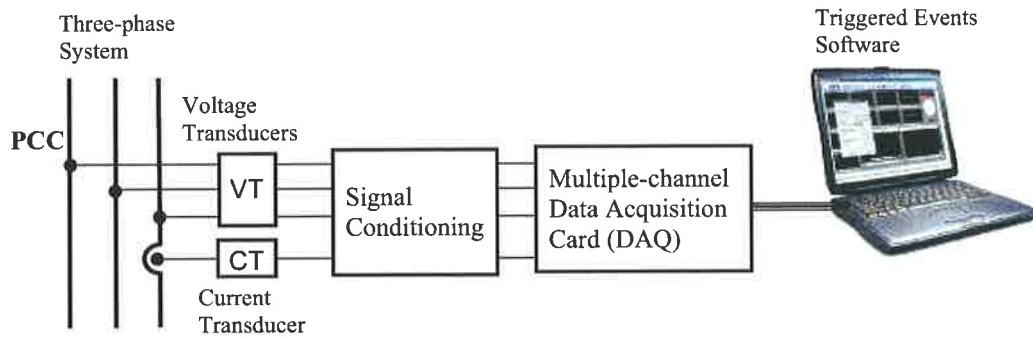 Three-phase
System
Triggered Events
Software
PCC
Voltage
Transducers
VT
Signal
Conditioning
Multiple-channel
Data Acquisition
Card (DAQ)
CT
Current
Transducer